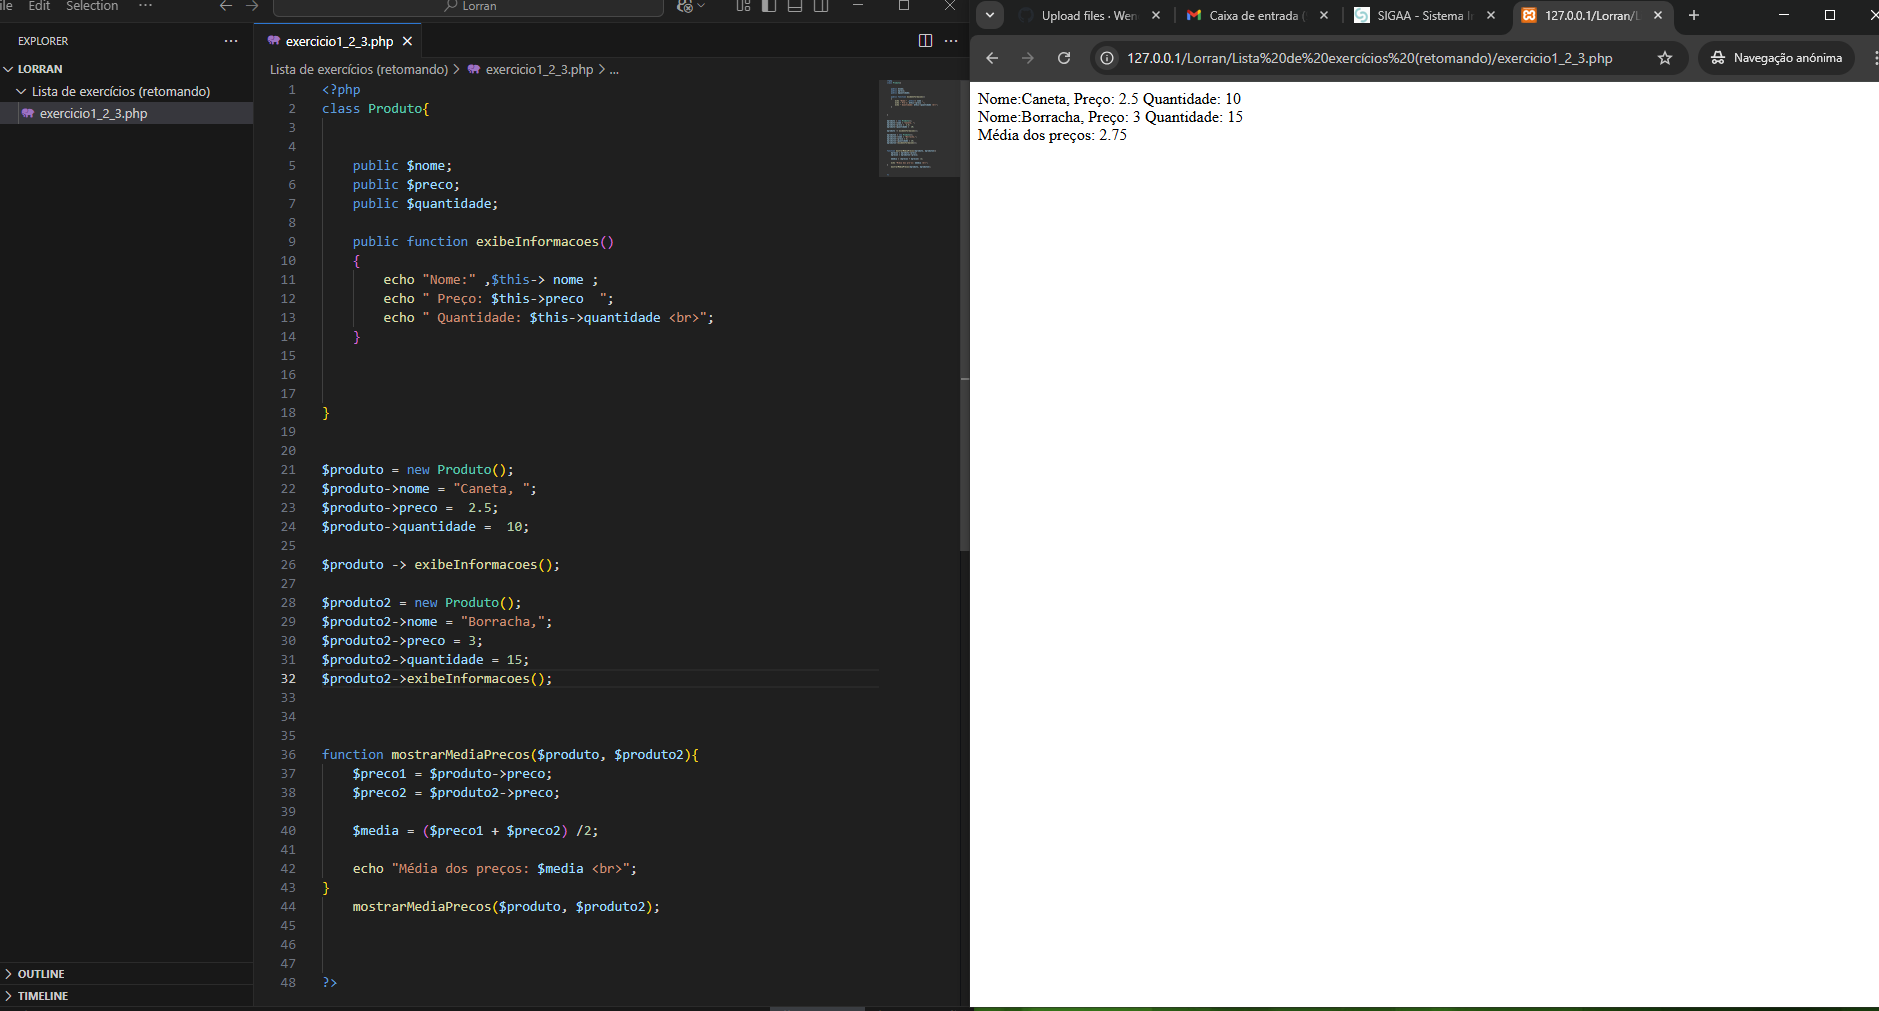 Edit Selection ···
Lorran
EXPLORER ···
LORRAN
Lista de exercícios (retomando)
exercicio1_2_3.php
OUTLINE
TIMELINE
exercicio1_2_3.php ···
Lista de exercícios (retomando) > exercicio1_2_3.php > ...
1 <?php
2 class Produto{
3
4
5 public $nome;
6 public $preco;
7 public $quantidade;
8
9 public function exibeInformacoes()
10 {
11 echo "Nome:" ,$this-> nome ;
12 echo " Preço: $this->preco  ";
13 echo " Quantidade: $this->quantidade <br>";
14 }
15
16
17
18 }
19
20
21 $produto = new Produto();
22 $produto->nome = "Caneta, ";
23 $produto->preco =  2.5;
24 $produto->quantidade =  10;
25
26 $produto -> exibeInformacoes();
27
28 $produto2 = new Produto();
29 $produto2->nome = "Borracha,";
30 $produto2->preco = 3;
31 $produto2->quantidade = 15;
32 $produto2->exibeInformacoes();
33
34
35
36 function mostrarMediaPrecos($produto, $produto2){
37 $preco1 = $produto->preco;
38 $preco2 = $produto2->preco;
39
40 $media = ($preco1 + $preco2) /2;
41
42 echo "Média dos preços: $media <br>";
43 }
44 mostrarMediaPrecos($produto, $produto2);
45
46
47
48 ?>
Upload files · Wen
Caixa de entrada
SIGAA - Sistema
127.0.0.1/Lorran/
127.0.0.1/Lorran/Lista%20de%20exercícios%20(retomando)/exercicio1_2_3.php
Navegação anónima
Nome:Caneta, Preço: 2.5 Quantidade: 10
Nome:Borracha, Preço: 3 Quantidade: 15
Média dos preços: 2.75